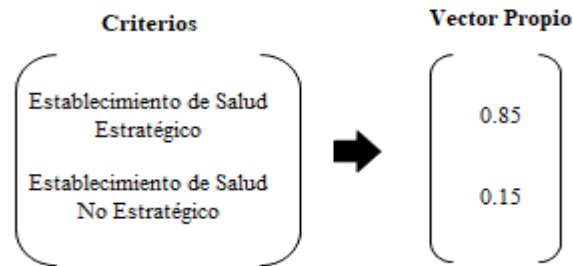 Criterios
Vector Propio
Establecimiento de Salud
Estratégico
0.85
Establecimiento de Salud
No Estratégico
0.15